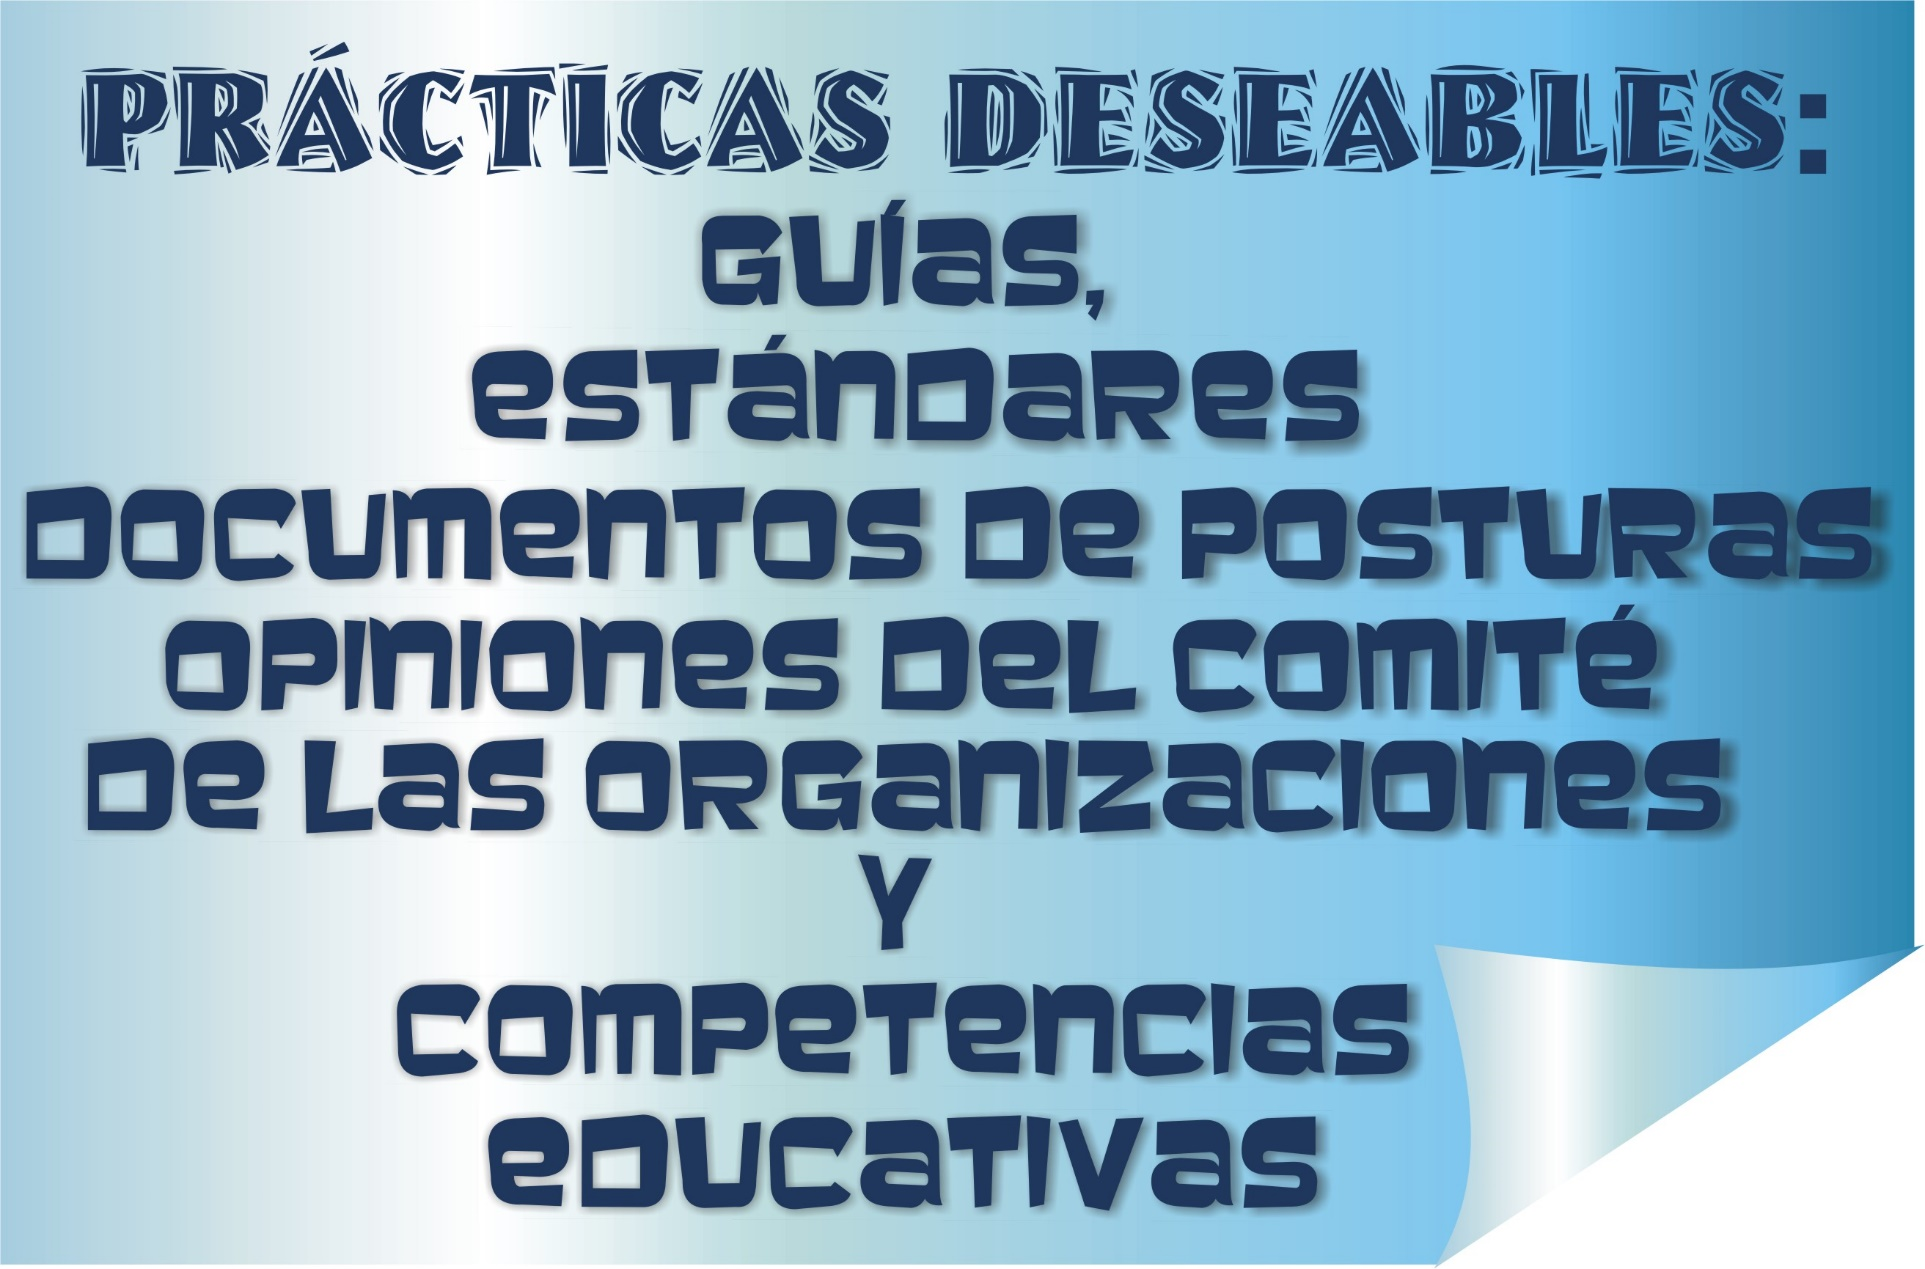 PRÁCTICAS DESEABLES:
GUÍAS,
ESTÁNDARES
DOCUMENTOS DE POSTURAS
OPINIONES DEL COMITÉ
DE LAS ORGANIZACIONES
Y
COMPETENCIAS
EDUCATIVAS